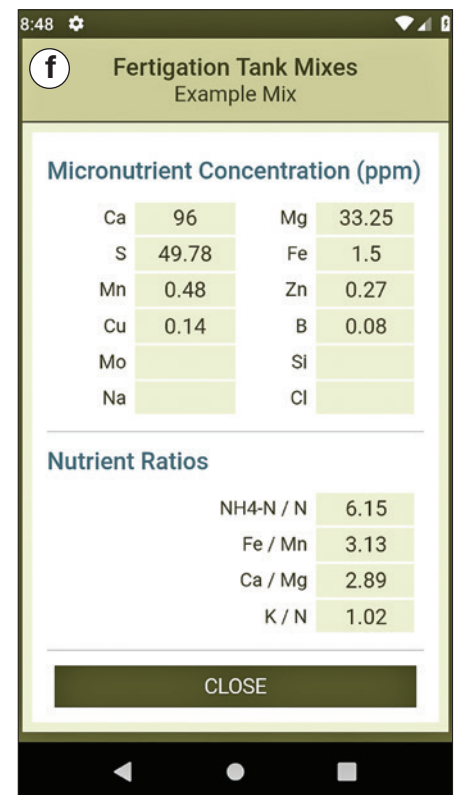 8:48
f
Fertigation Tank Mixes
Example Mix
Micronutrient Concentration (ppm)
Ca 96 Mg 33.25
S 49.78 Fe 1.5
Mn 0.48 Zn 0.27
Cu 0.14 B 0.08
Mo Si
Na Cl
Nutrient Ratios
NH4-N / N 6.15
Fe / Mn 3.13
Ca / Mg 2.89
K / N 1.02
CLOSE